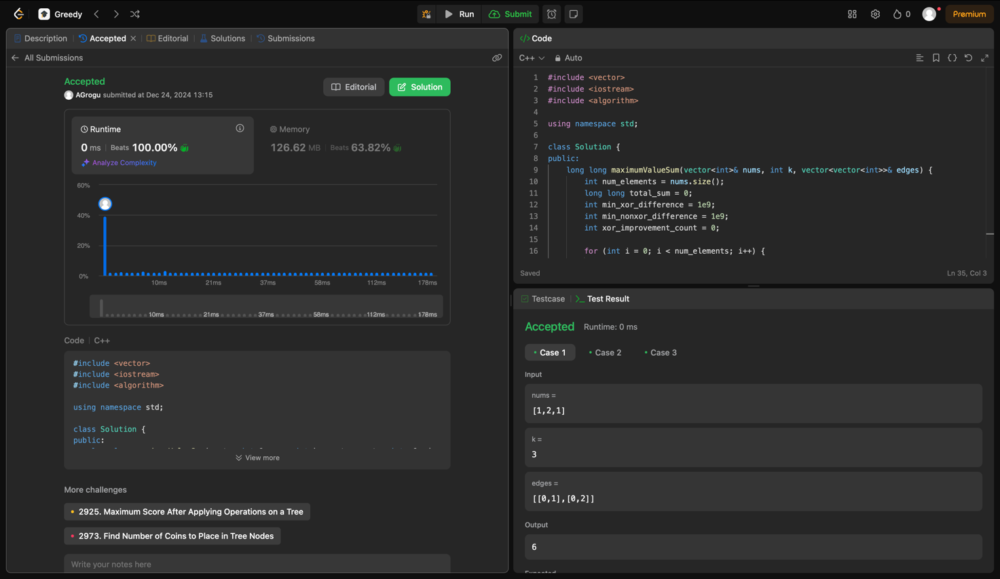 Greedy
Run
Submit
0
Premium
Description
Accepted
Editorial
Solutions
Submissions
All Submissions
Accepted
AGrogu submitted at Dec 24, 2024 13:15
Editorial
Solution
Runtime
0 ms | Beats 100.00%
Analyze Complexity
Memory
126.62 MB | Beats 63.82%
60%
40%
20%
0%
10ms 21ms 37ms 58ms 112ms 178ms
10ms 21ms 37ms 58ms 112ms 178ms
Code | C++
#include <vector>
#include <iostream>
#include <algorithm>
using namespace std;
class Solution {
public:
View more
More challenges
2925. Maximum Score After Applying Operations on a Tree
2973. Find Number of Coins to Place in Tree Nodes
Write your notes here
</> Code
C++ Auto
1 #include <vector>
2 #include <iostream>
3 #include <algorithm>
4
5 using namespace std;
6
7 class Solution {
8 public:
9 long long maximumValueSum(vector<int>& nums, int k, vector<vector<int>>& edges) {
10 int num_elements = nums.size();
11 long long total_sum = 0;
12 int min_xor_difference = 1e9;
13 int min_nonxor_difference = 1e9;
14 int xor_improvement_count = 0;
15
16 for (int i = 0; i < num_elements; i++) {
Saved
Ln 35, Col 3
Testcase
Test Result
Accepted
Runtime: 0 ms
Case 1
Case 2
Case 3
Input
nums =
[1,2,1]
k =
3
edges =
[[0,1],[0,2]]
Output
6
Expected